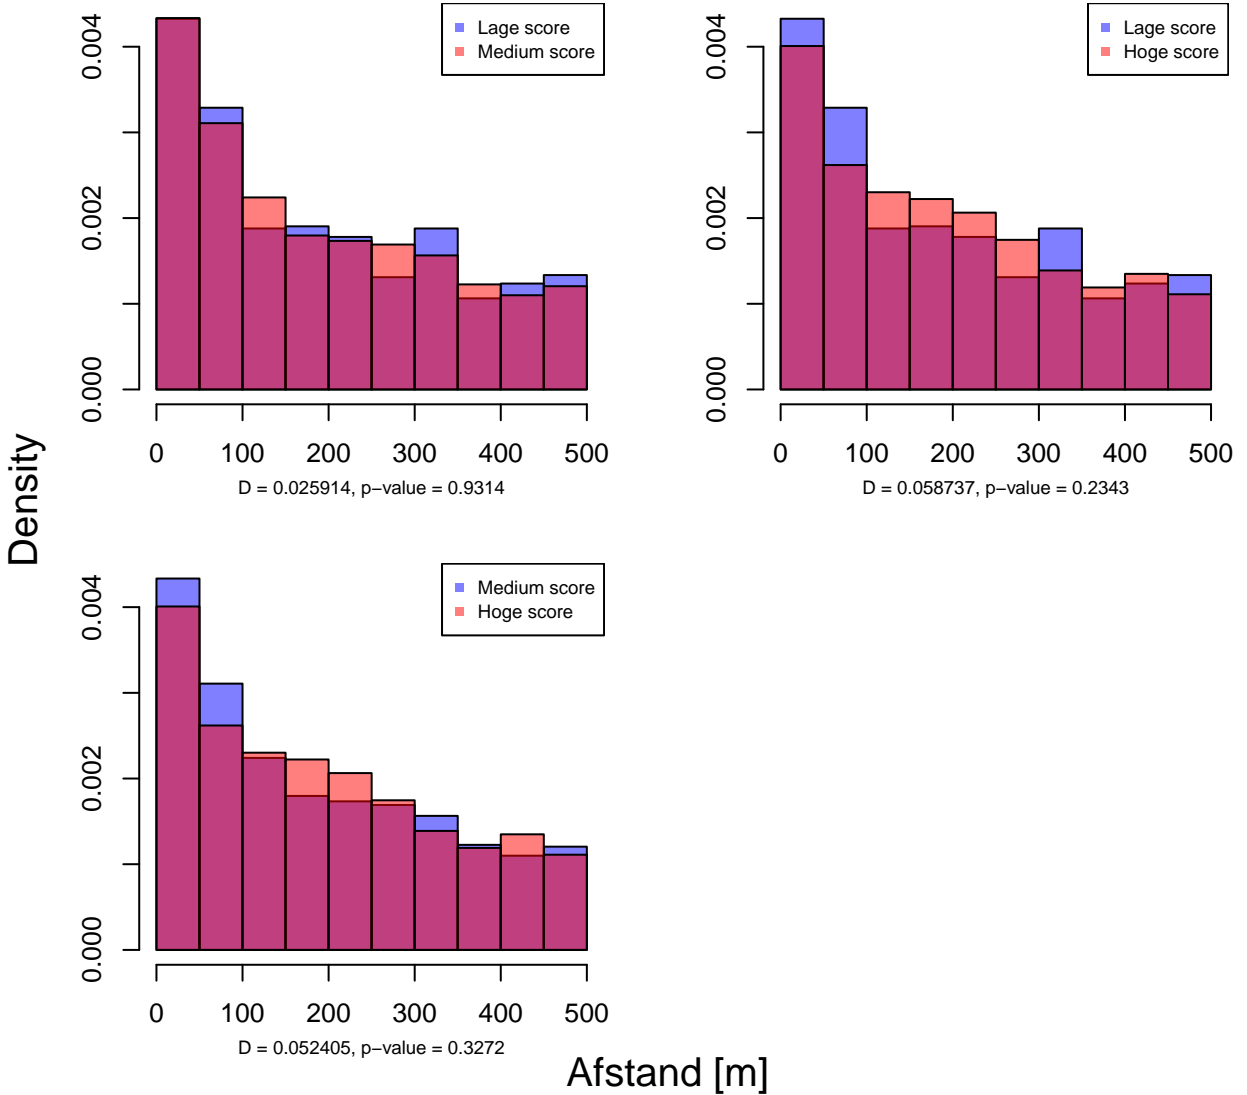 Lage score
Medium score
0.000
0.002
0.004
0 100 200 300 400 500
D = 0.025914, p−value = 0.9314
Lage score
Hoge score
0.000
0.002
0.004
0 100 200 300 400 500
D = 0.058737, p−value = 0.2343
Density
Medium score
Hoge score
0.000
0.002
0.004
0 100 200 300 400 500
D = 0.052405, p−value = 0.3272
Afstand [m]